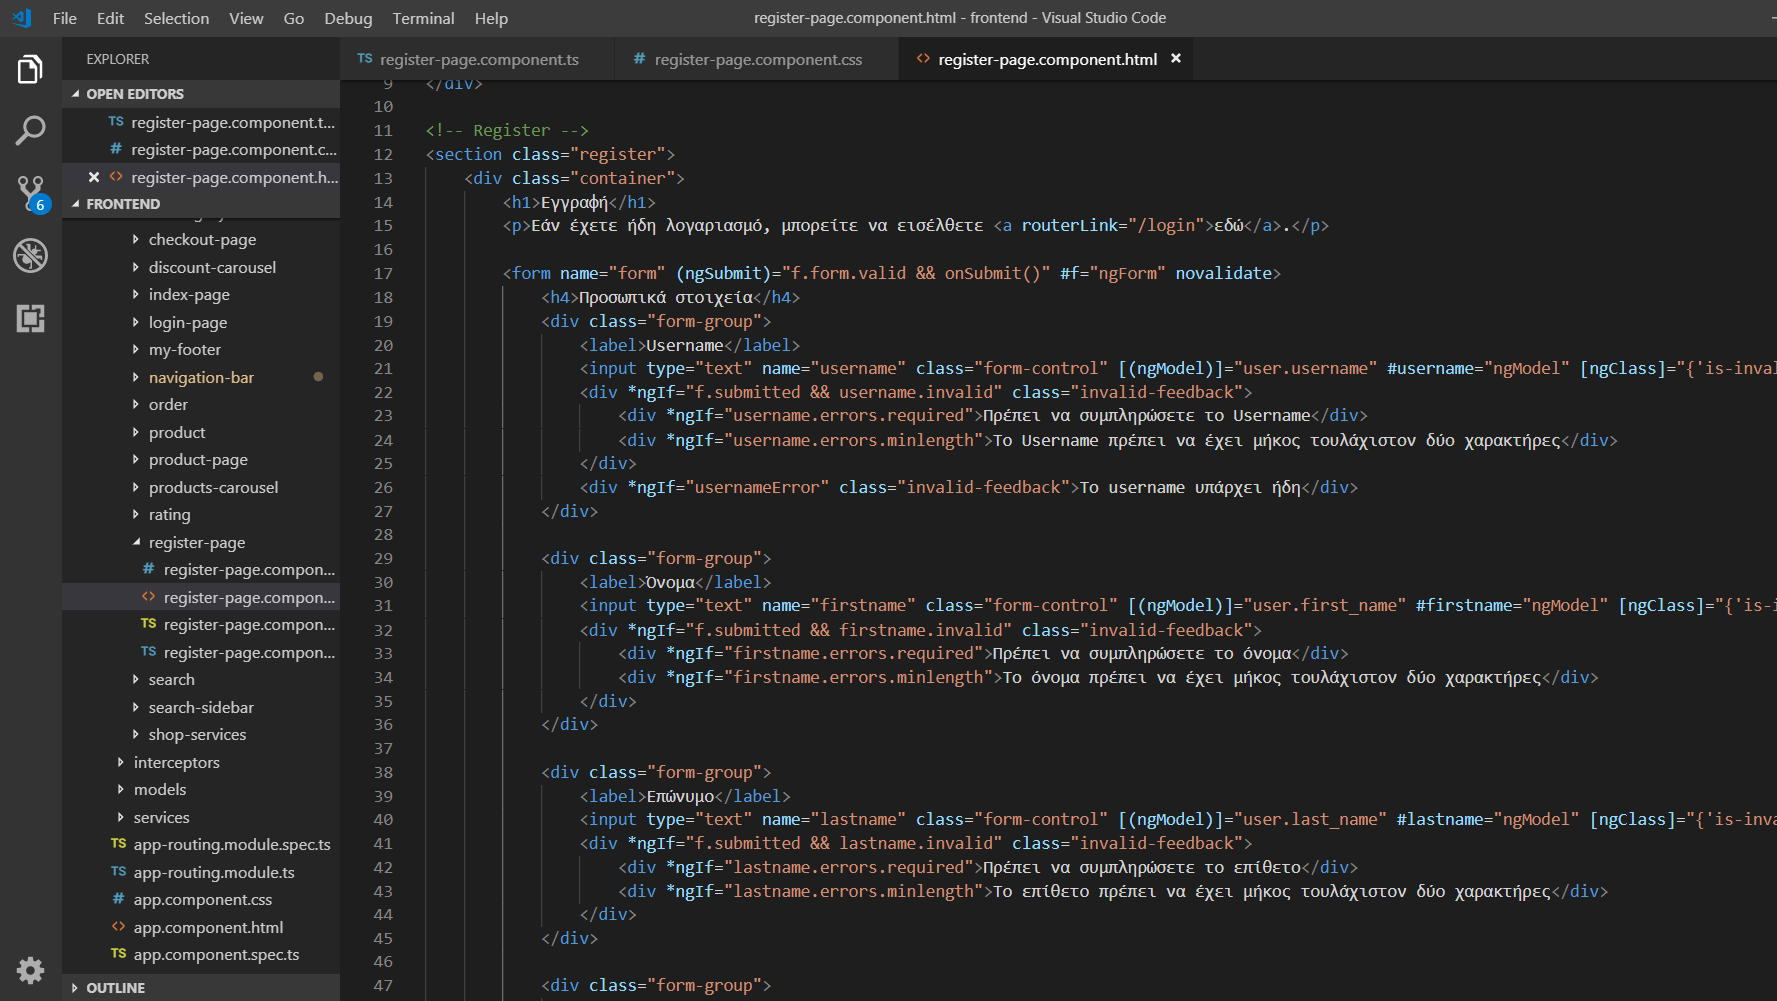 File Edit Selection View Go Debug Terminal Help
register-page.component.html - frontend - Visual Studio Code
EXPLORER
OPEN EDITORS
TS register-page.component.t...
# register-page.component.c...
<> register-page.component.h...
6
FRONTEND
checkout-page
discount-carousel
index-page
login-page
my-footer
navigation-bar
order
product
product-page
products-carousel
rating
register-page
# register-page.compon...
<> register-page.compon...
TS register-page.compon...
TS register-page.compon...
search
search-sidebar
shop-services
interceptors
models
services
TS app-routing.module.spec.ts
TS app-routing.module.ts
# app.component.css
<> app.component.html
TS app.component.spec.ts
OUTLINE
TS register-page.component.ts
# register-page.component.css
<> register-page.component.html
9 </div>
10
11 <!-- Register -->
12 <section class="register">
13 <div class="container">
14 <h1>Εγγραφή</h1>
15 <p>Εάν έχετε ήδη λογαριασμό, μπορείτε να εισέλθετε <a routerLink="/login">εδώ</a>.</p>
16
17 <form name="form" (ngSubmit)="f.form.valid && onSubmit()" #f="ngForm" novalidate>
18 <h4>Προσωπικά στοιχεία</h4>
19 <div class="form-group">
20 <label>Username</label>
21 <input type="text" name="username" class="form-control" [(ngModel)]="user.username" #username="ngModel" [ngClass]="{'is-inval
22 <div *ngIf="f.submitted && username.invalid" class="invalid-feedback">
23 <div *ngIf="username.errors.required">Πρέπει να συμπληρώσετε το Username</div>
24 <div *ngIf="username.errors.minlength">Το Username πρέπει να έχει μήκος τουλάχιστον δύο χαρακτήρες</div>
25 </div>
26 <div *ngIf="usernameError" class="invalid-feedback">Το username υπάρχει ήδη</div>
27 </div>
28
29 <div class="form-group">
30 <label>Όνομα</label>
31 <input type="text" name="firstname" class="form-control" [(ngModel)]="user.first_name" #firstname="ngModel" [ngClass]="{'is-i
32 <div *ngIf="f.submitted && firstname.invalid" class="invalid-feedback">
33 <div *ngIf="firstname.errors.required">Πρέπει να συμπληρώσετε το όνομα</div>
34 <div *ngIf="firstname.errors.minlength">Το όνομα πρέπει να έχει μήκος τουλάχιστον δύο χαρακτήρες</div>
35 </div>
36 </div>
37
38 <div class="form-group">
39 <label>Επώνυμο</label>
40 <input type="text" name="lastname" class="form-control" [(ngModel)]="user.last_name" #lastname="ngModel" [ngClass]="{'is-inva
41 <div *ngIf="f.submitted && lastname.invalid" class="invalid-feedback">
42 <div *ngIf="lastname.errors.required">Πρέπει να συμπληρώσετε το επίθετο</div>
43 <div *ngIf="lastname.errors.minlength">Το επίθετο πρέπει να έχει μήκος τουλάχιστον δύο χαρακτήρες</div>
44 </div>
45 </div>
46
47 <div class="form-group">